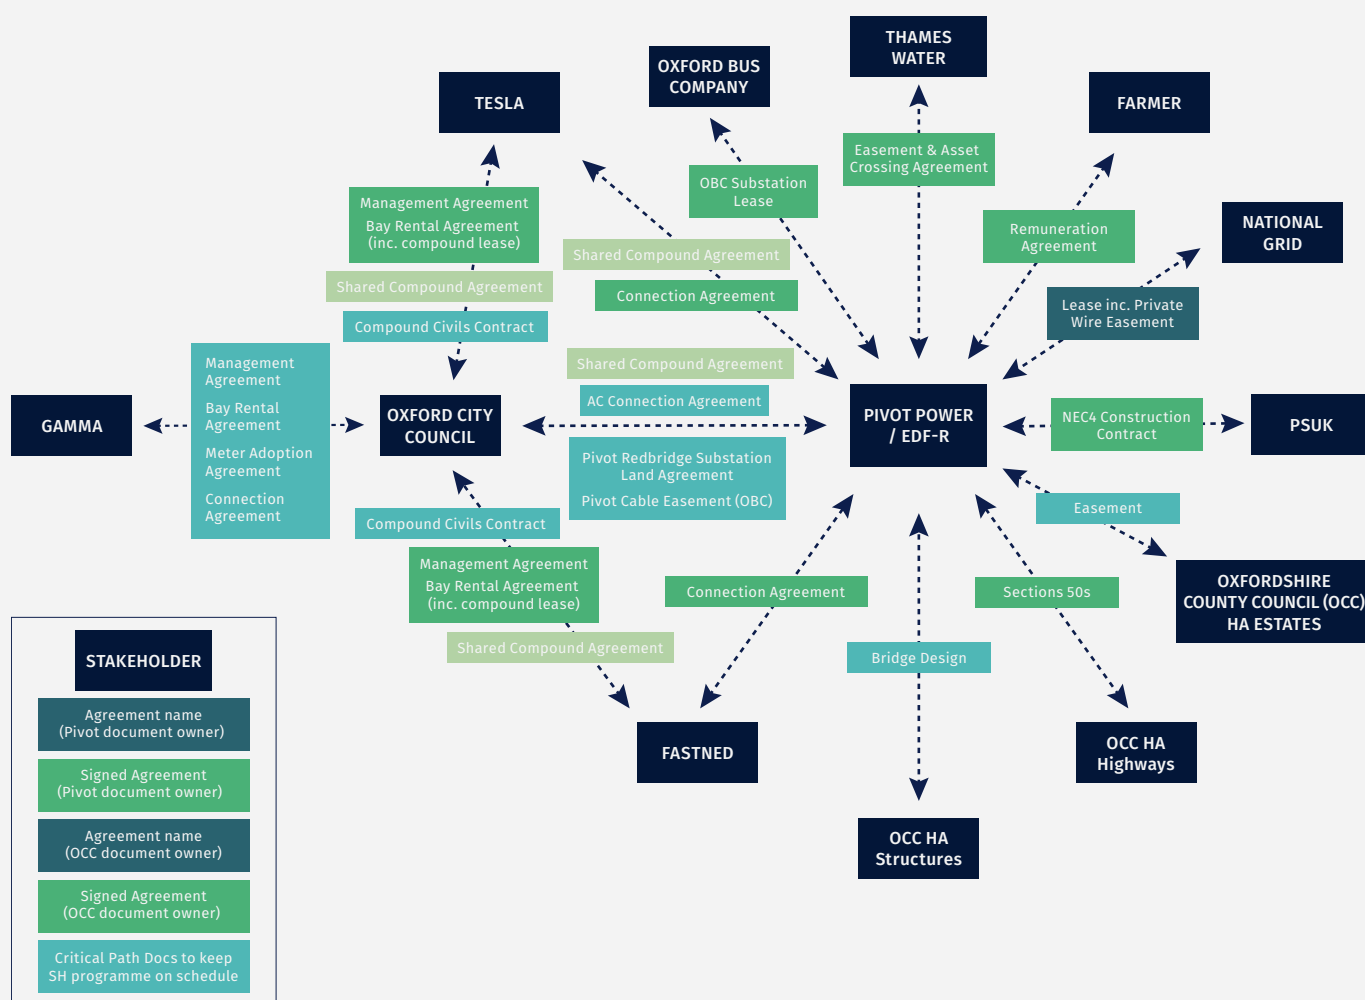 THAMES
WATER
OXFORD BUS
COMPANY
TESLA
FARMER
Easement & Asset
Crossing Agreement
OBC Substation
Lease
Management Agreement
Bay Rental Agreement
(inc. compound lease)
Remuneration
Agreement
NATIONAL
GRID
Shared Compound Agreement
Shared Compound Agreement
Connection Agreement
Lease inc. Private
Wire Easement
Compound Civils Contract
Management
Agreement
Bay Rental
Agreement
Meter Adoption
Agreement
Connection
Agreement
Shared Compound Agreement
AC Connection Agreement
GAMMA
OXFORD CITY
COUNCIL
PIVOT POWER
/ EDF-R
NEC4 Construction
Contract
PSUK
Pivot Redbridge Substation
Land Agreement
Pivot Cable Easement (OBC)
Easement
Compound Civils Contract
Management Agreement
Bay Rental Agreement
(inc. compound lease)
Shared Compound Agreement
Connection Agreement
Sections 50s
OXFORDSHIRE
COUNTY COUNCIL (OCC)
HA ESTATES
Bridge Design
FASTNED
OCC HA
Highways
OCC HA
Structures
STAKEHOLDER
Agreement name
(Pivot document owner)
Signed Agreement
(Pivot document owner)
Agreement name
(OCC document owner)
Signed Agreement
(OCC document owner)
Critical Path Docs to keep
SH programme on schedule